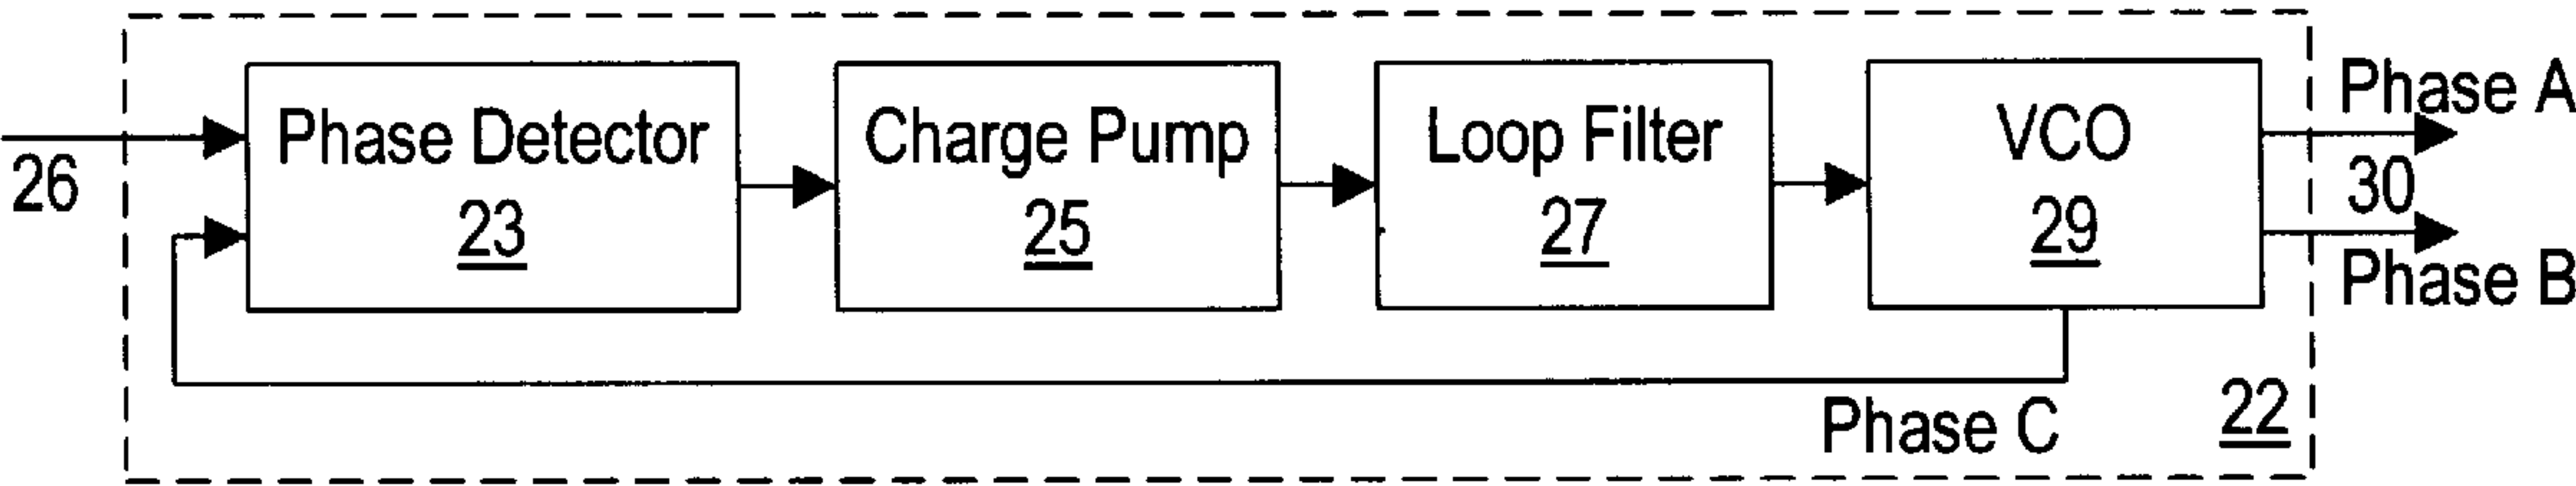 26
Phase Detector
23
Charge Pump
25
Loop Filter
27
VCO
29
Phase A
30
Phase B
Phase C
22